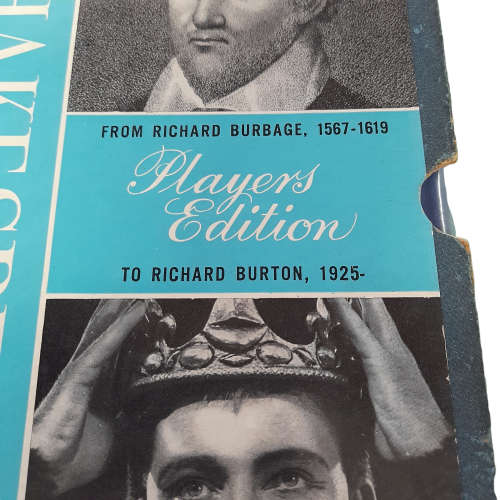 FROM RICHARD BURBAGE, 1567-1619
Players
Edition
TO RICHARD BURTON, 1925-